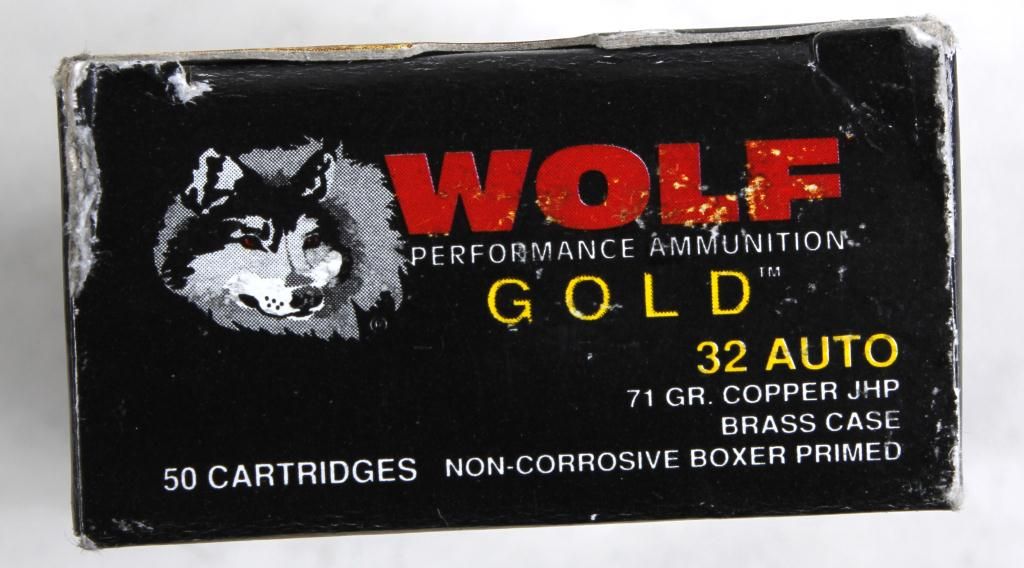 WOLF
PERFORMANCE AMMUNITION
GOLD™
32 AUTO
71 GR. COPPER JHP
BRASS CASE
50 CARTRIDGES NON-CORROSIVE BOXER PRIMED
®